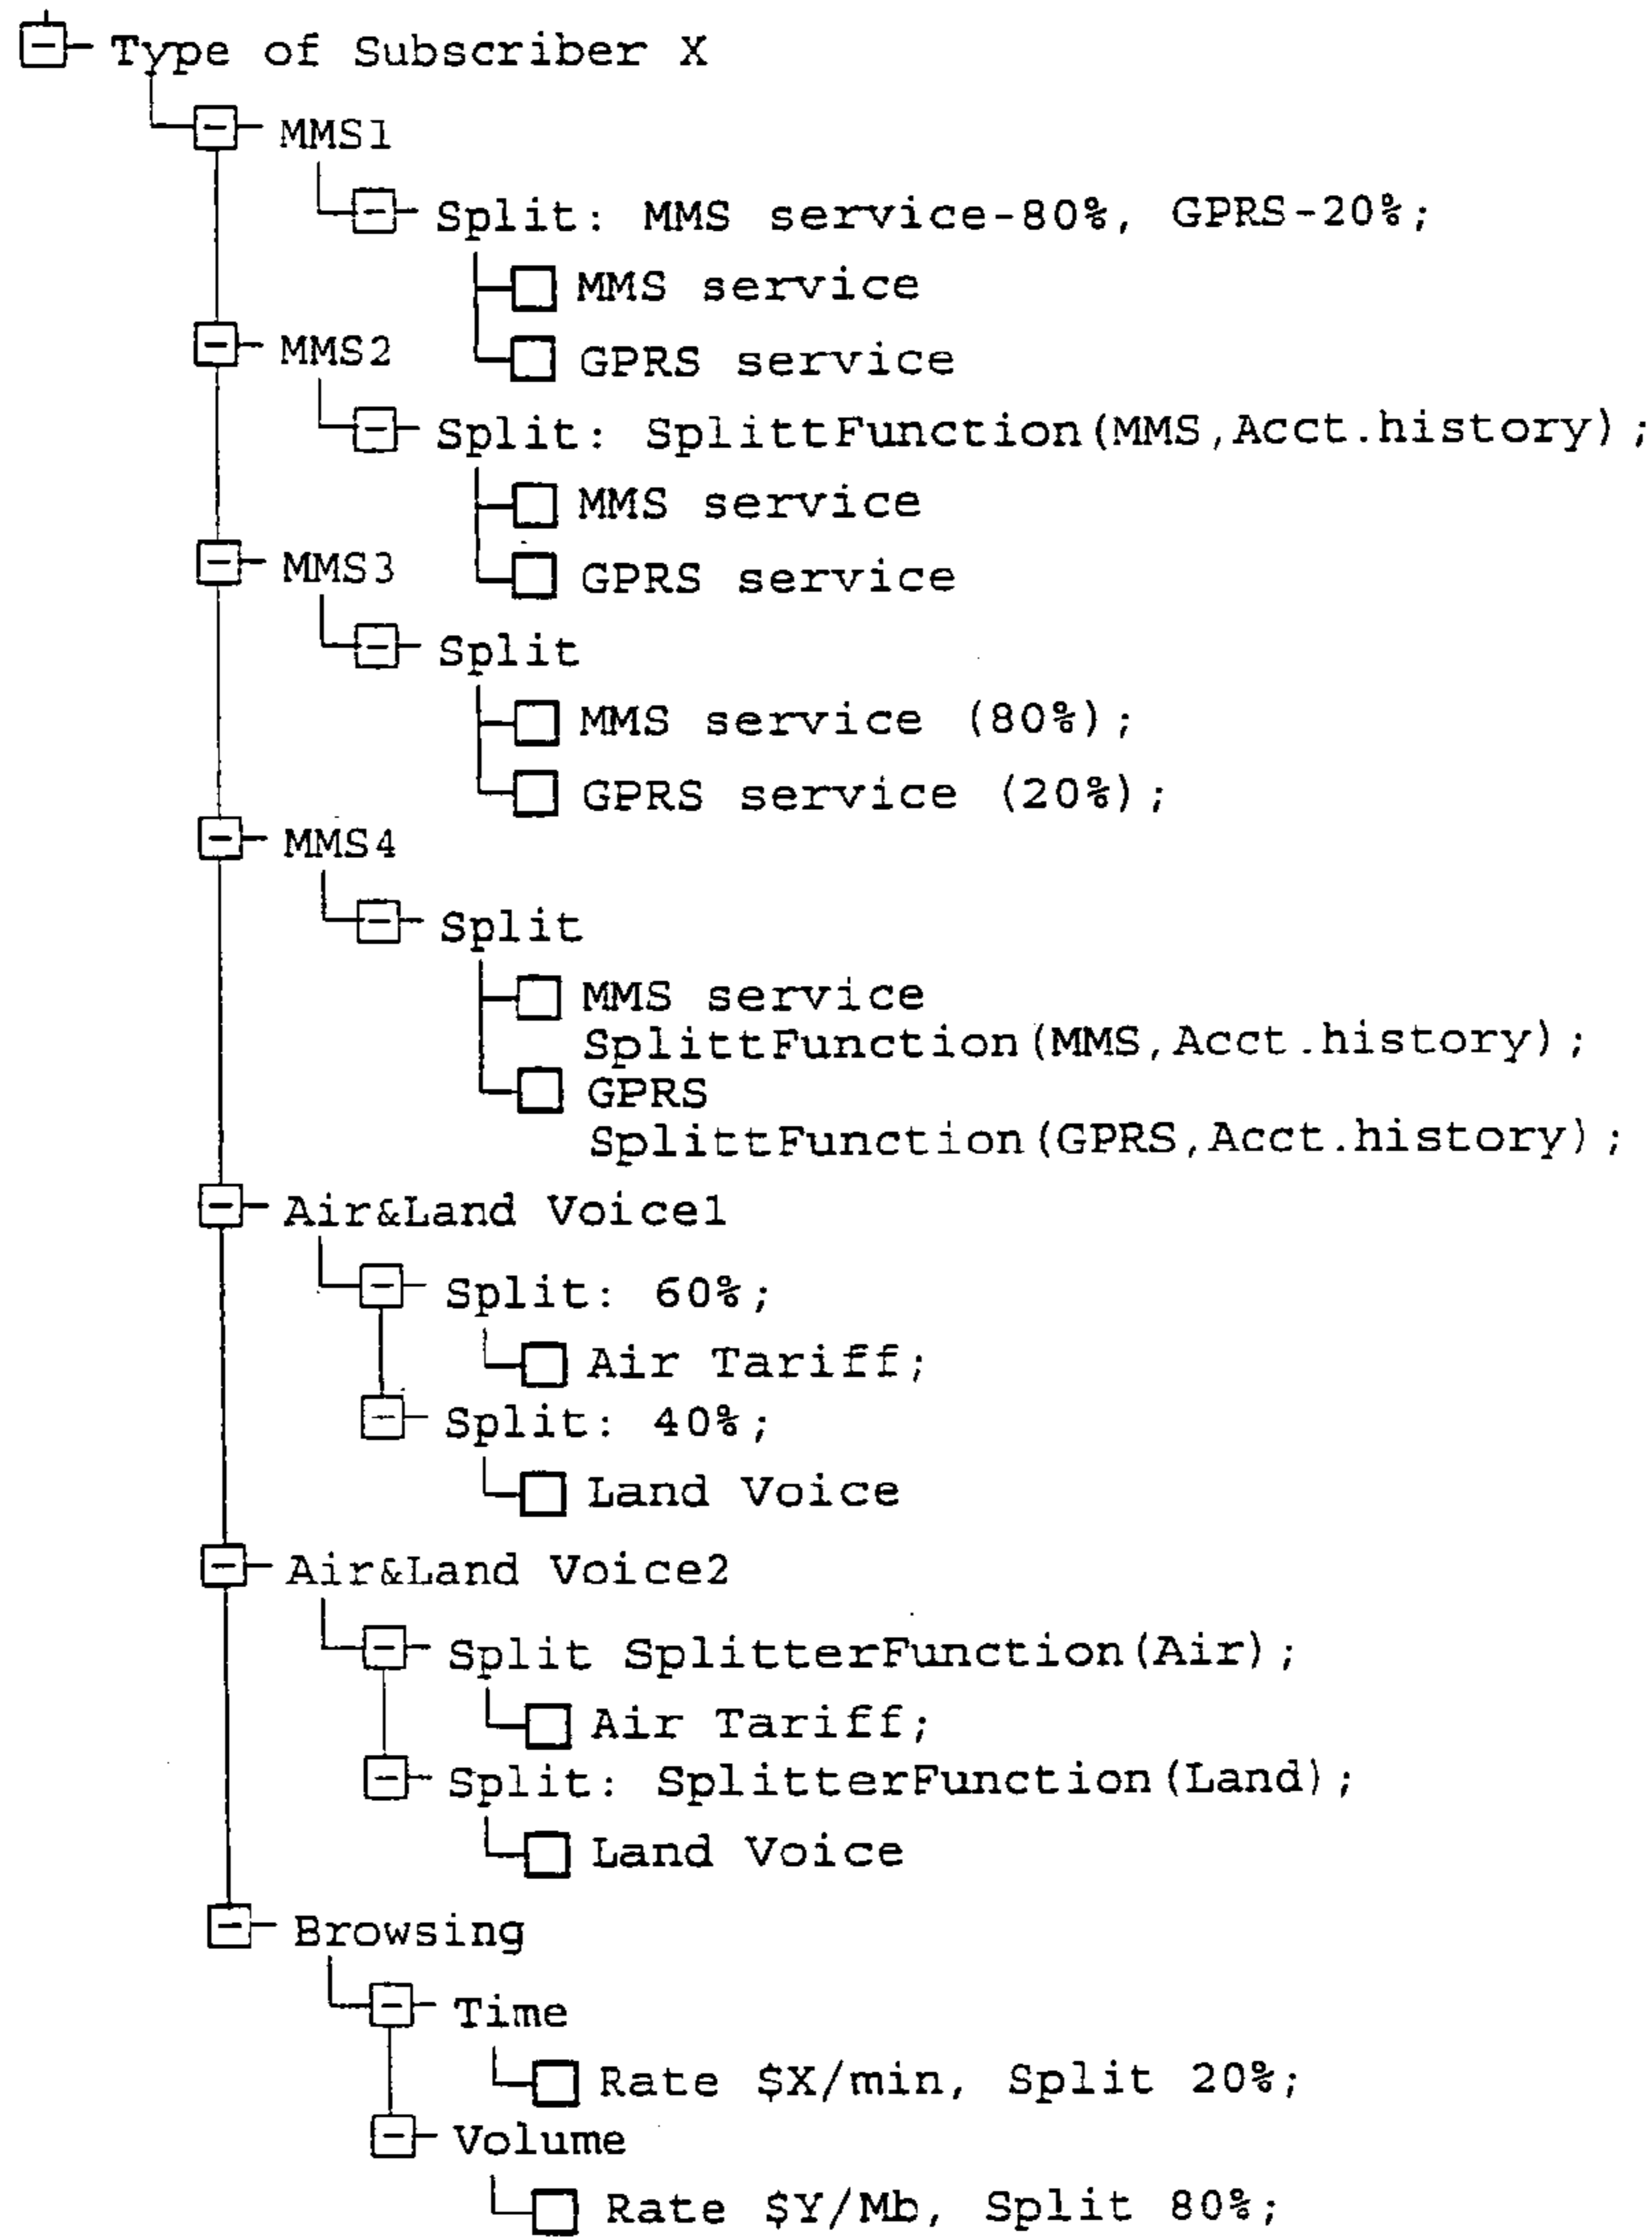 Type of Subscriber X
MMS1
Split: MMS service-80%, GPRS-20%;
MMS service
MMS2
GPRS service
Split: SplittFunction(MMS,Acct.history);
MMS service
MMS3
GPRS service
Split
MMS service (80%);
GPRS service (20%);
MMS4
Split
MMS service
SplittFunction(MMS,Acct.history);
GPRS
SplittFunction(GPRS,Acct.history);
Air&Land Voice1
Split: 60%;
Air Tariff;
Split: 40%;
Land Voice
Air&Land Voice2
Split SplitterFunction(Air);
Air Tariff;
Split: SplitterFunction(Land);
Land Voice
Browsing
Time
Rate $X/min, Split 20%;
Volume
Rate $Y/Mb, Split 80%;